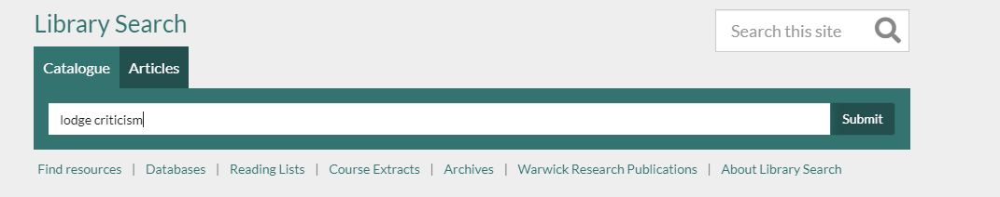 Library Search
Search this site
Catalogue Articles
lodge criticism
Submit
Find resources | Databases | Reading Lists | Course Extracts | Archives | Warwick Research Publications | About Library Search